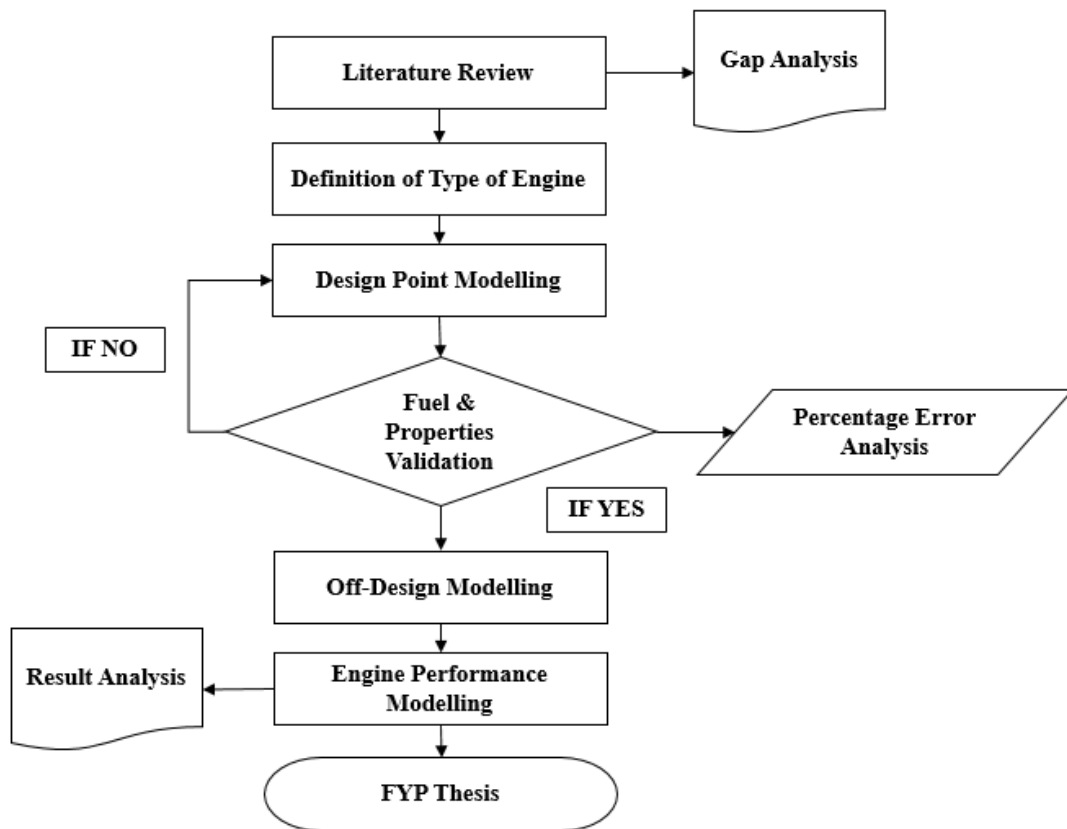 Literature Review
Gap Analysis
Definition of Type of Engine
Design Point Modelling
IF NO
Fuel &
Properties
Validation
Percentage Error
Analysis
IF YES
Off-Design Modelling
Result Analysis
Engine Performance
Modelling
FYP Thesis